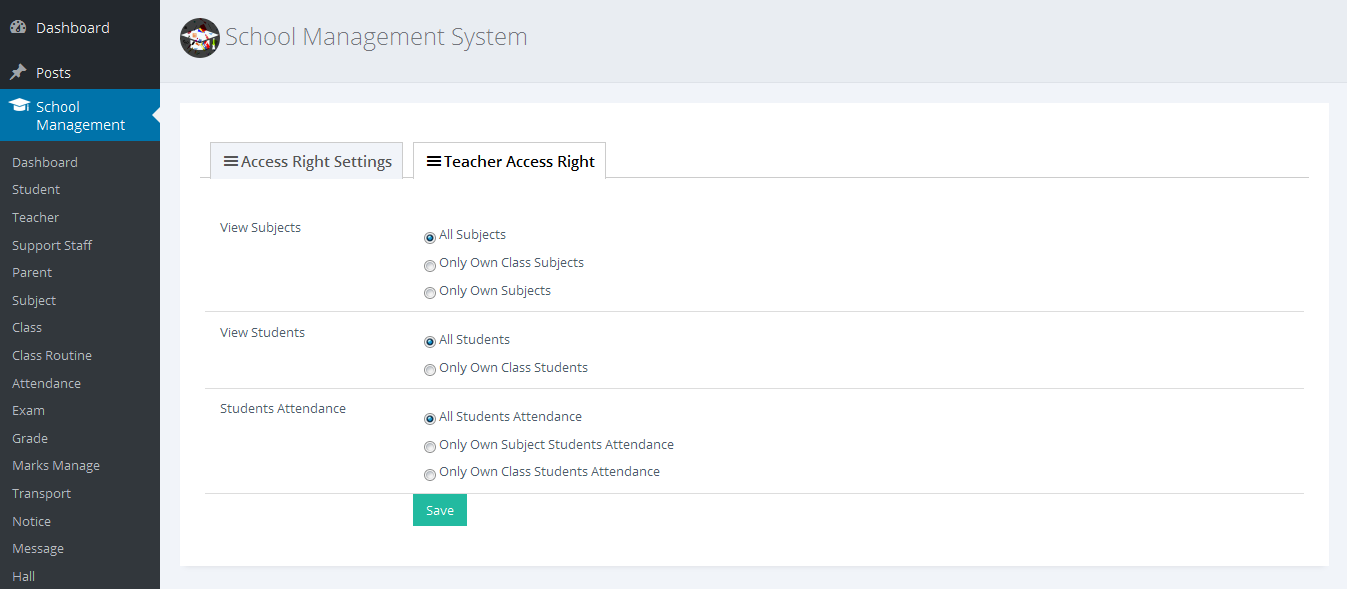 Dashboard
Posts
School
Management
Dashboard
Student
Teacher
Support Staff
Parent
Subject
Class
Class Routine
Attendance
Exam
Grade
Marks Manage
Transport
Notice
Message
Hall
School Management System
Access Right Settings
Teacher Access Right
View Subjects
All Subjects
Only Own Class Subjects
Only Own Subjects
View Students
All Students
Only Own Class Students
Students Attendance
All Students Attendance
Only Own Subject Students Attendance
Only Own Class Students Attendance
Save